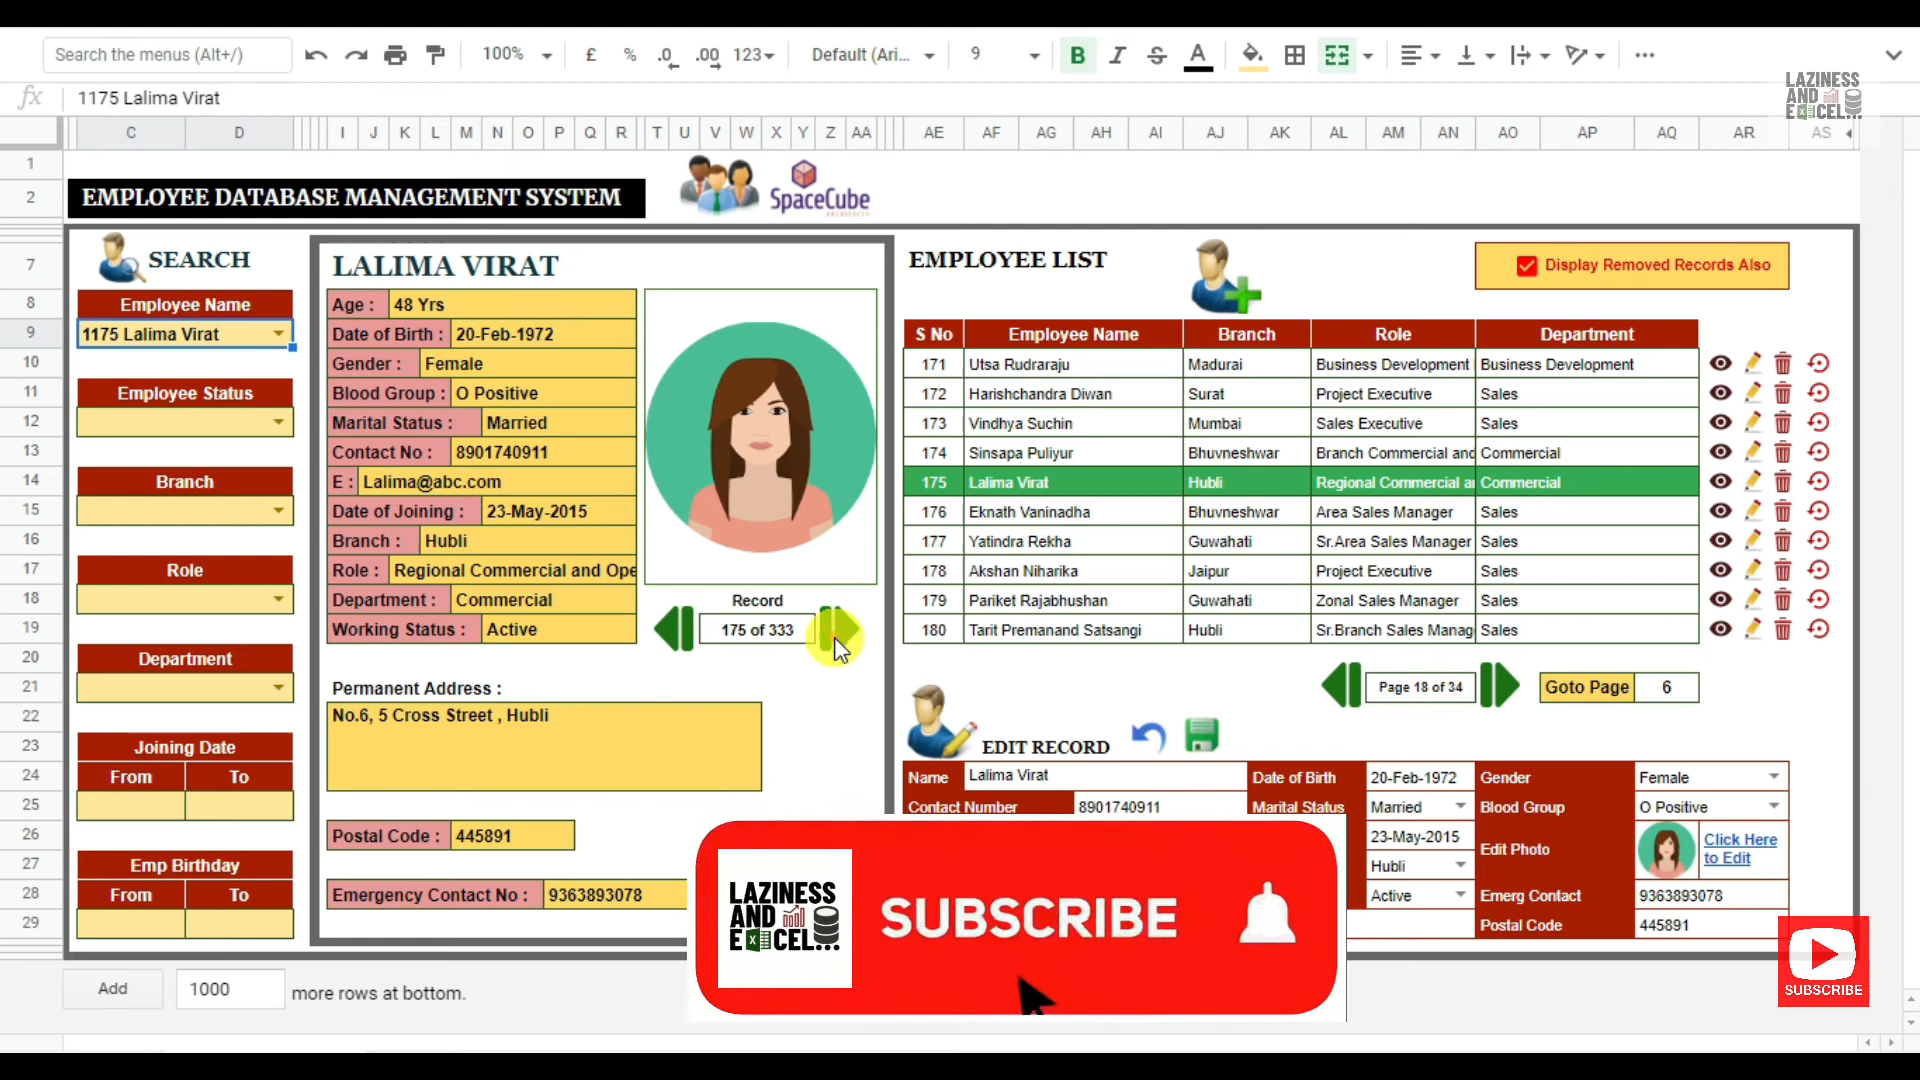 Search the menus (Alt+/)
100%
£
%
.0
.00
123
Default (Ari...
9
B
I
S
A
fx
1175 Lalima Virat
LAZINESS
AND
EXCEL...
C D I J K L M N O P Q R T U V W X Y Z AA AE AF AG AH AI AJ AK AL AM AN AO AP AQ AR AS
1
2
7
8
9
10
11
12
13
14
15
16
17
18
19
20
21
22
23
24
25
26
27
28
29
EMPLOYEE DATABASE MANAGEMENT SYSTEM
SpaceCube
ARCHITECTS
SEARCH
Employee Name
1175 Lalima Virat
Employee Status
Branch
Role
Department
Joining Date
From To
Emp Birthday
From To
LALIMA VIRAT
Age : 48 Yrs
Date of Birth : 20-Feb-1972
Gender : Female
Blood Group : O Positive
Marital Status : Married
Contact No : 8901740911
E : Lalima@abc.com
Date of Joining : 23-May-2015
Branch : Hubli
Role : Regional Commercial and Ope
Department : Commercial
Working Status : Active
Record
175 of 333
Permanent Address :
No.6, 5 Cross Street , Hubli
Postal Code : 445891
Emergency Contact No : 9363893078
EMPLOYEE LIST
Display Removed Records Also
S No Employee Name Branch Role Department
171 Utsa Rudraraju Madurai Business Development Business Development
172 Harishchandra Diwan Surat Project Executive Sales
173 Vindhya Suchin Mumbai Sales Executive Sales
174 Sinsapa Puliyur Bhuvneshwar Branch Commercial and Commercial
175 Lalima Virat Hubli Regional Commercial a Commercial
176 Eknath Vaninadha Bhuvneshwar Area Sales Manager Sales
177 Yatindra Rekha Guwahati Sr.Area Sales Manager Sales
178 Akshan Niharika Jaipur Project Executive Sales
179 Pariket Rajabhushan Guwahati Zonal Sales Manager Sales
180 Tarit Premanand Satsangi Hubli Sr.Branch Sales Manag Sales
Page 18 of 34
Goto Page 6
EDIT RECORD
Name Lalima Virat Date of Birth 20-Feb-1972 Gender Female
Contact Number 8901740911 Marital Status Married Blood Group O Positive
23-May-2015 Edit Photo Click Here
to Edit
Hubli
Active Emerg Contact 9363893078
Postal Code 445891
LAZINESS
AND
EXCEL...
SUBSCRIBE
SUBSCRIBE
Add 1000 more rows at bottom.